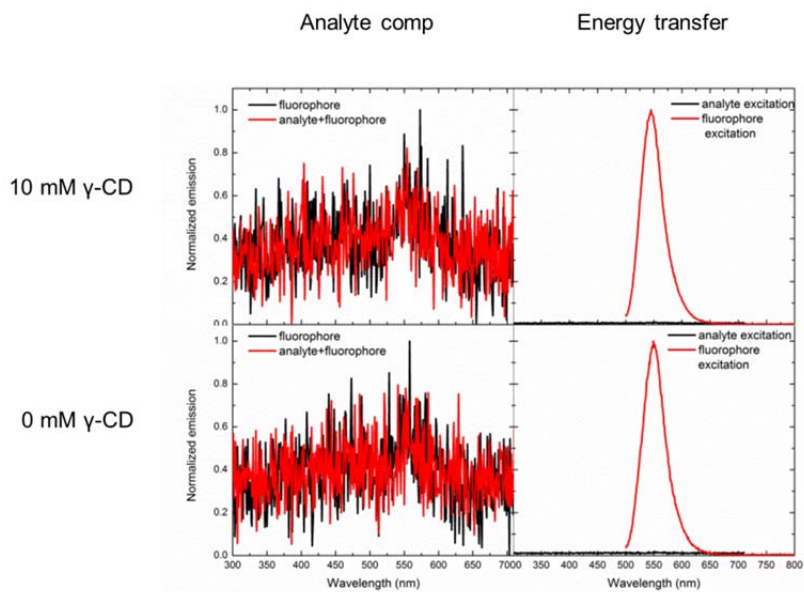 Analyte comp
Energy transfer
10 mM γ-CD
Normalized emission
1.0
0.8
0.6
0.4
0.2
0.0
fluorophore
analyte+fluorophore
analyte excitation
fluorophore
excitation
0 mM γ-CD
Normalized emission
1.0
0.8
0.6
0.4
0.2
0.0
fluorophore
analyte+fluorophore
analyte excitation
fluorophore
excitation
300 350 400 450 500 550 600 650 700 400 450 500 550 600 650 700 750 800
Wavelength (nm)
Wavelength (nm)